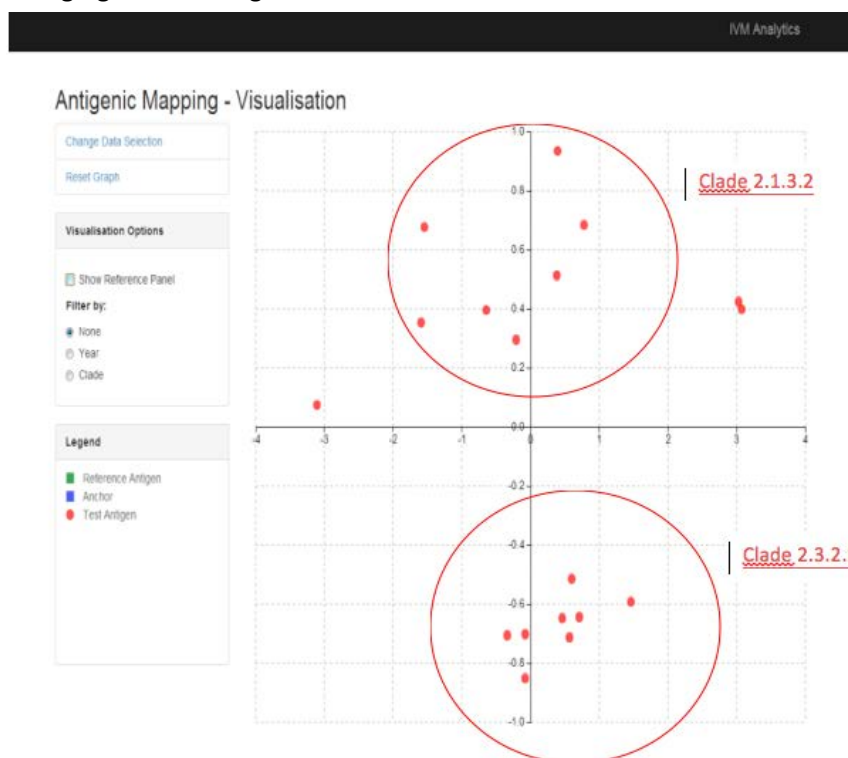 IVM Analytics
Antigenic Mapping - Visualisation
Change Data Selection
Reset Graph
Visualisation Options
Show Reference Panel
Filter by:
None
Year
Clade
Legend
Reference Antigen
Anchor
Test Antigen
Clade 2.1.3.2
Clade 2.3.2.
1.0
0.8
0.6
0.4
0.2
0.0
-0.2
-0.4
-0.6
-0.8
-1.0
-4 -3 -2 -1 0 1 2 3 4